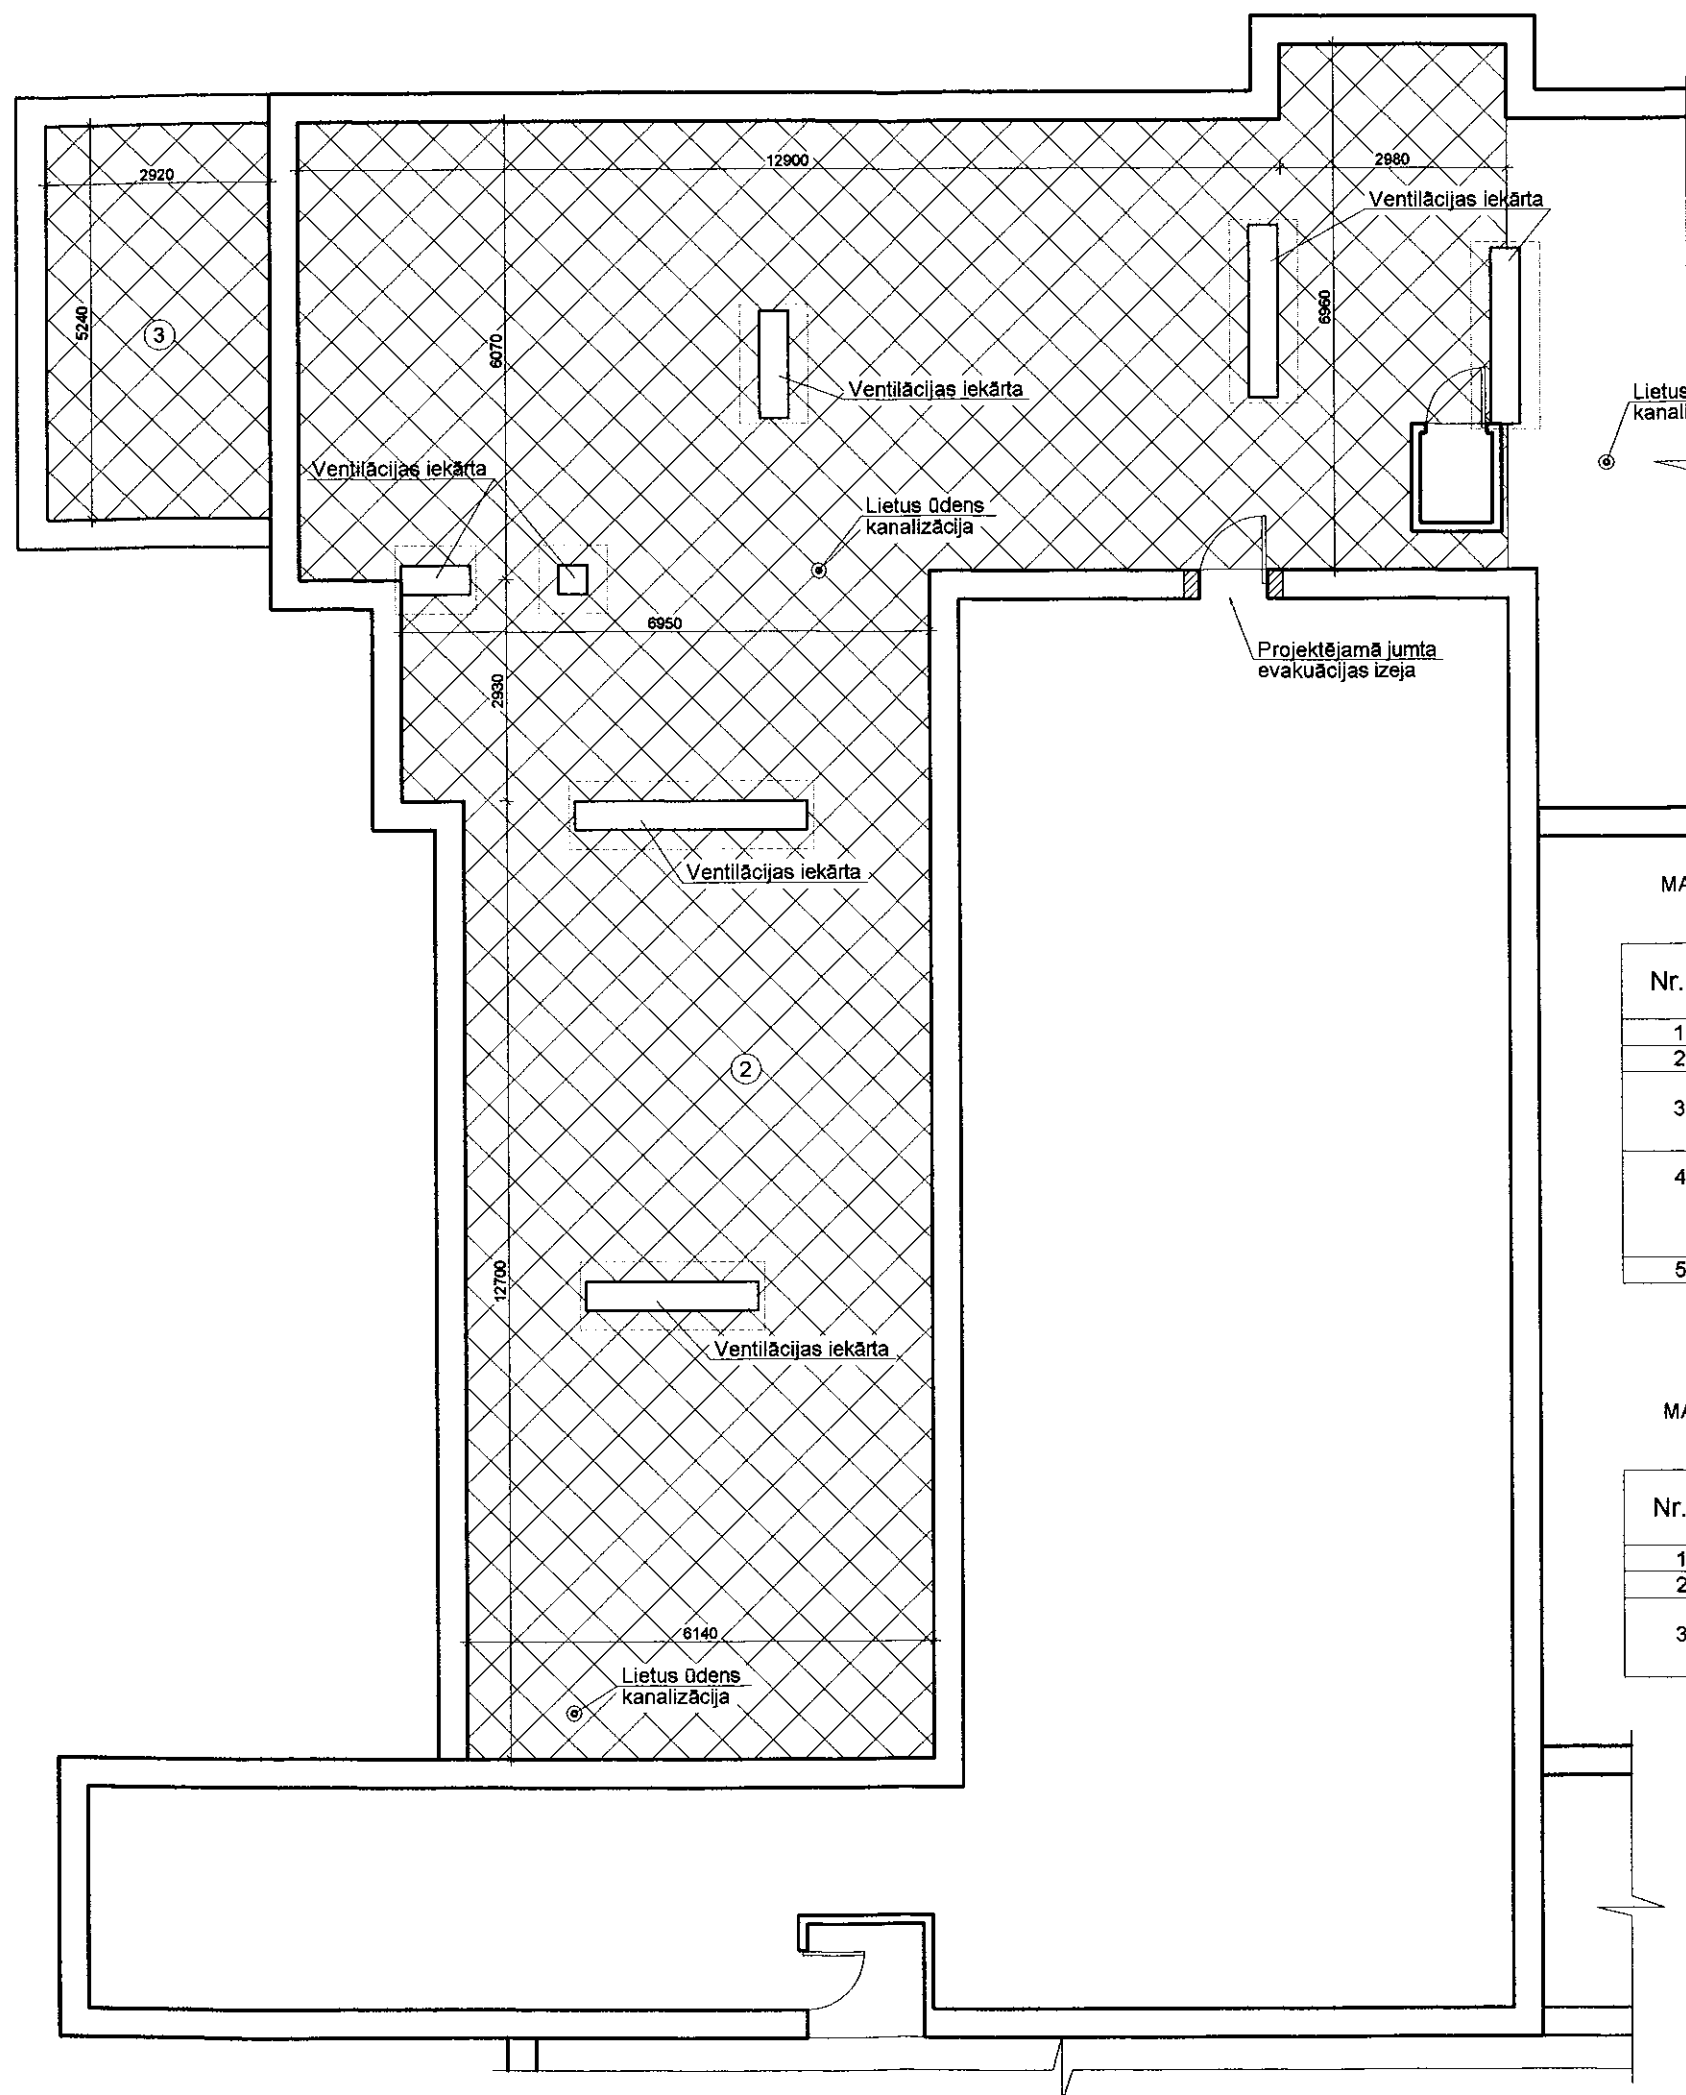 12900
2980
2920
Ventilācijas iekārta
5240
3
6070
6960
Ventilācijas iekārta
Lietus
kanali
Ventilācijas iekārta
Lietus ūdens
kanalizācija
6950
Projektējamā jumta
evakuācijas izeja
2930
Ventilācijas iekārta
MA
Nr.
1
2
3
4
5
2
12700
Ventilācijas iekārta
MA
Nr.
1
2
3
6140
Lietus ūdens
kanalizācija